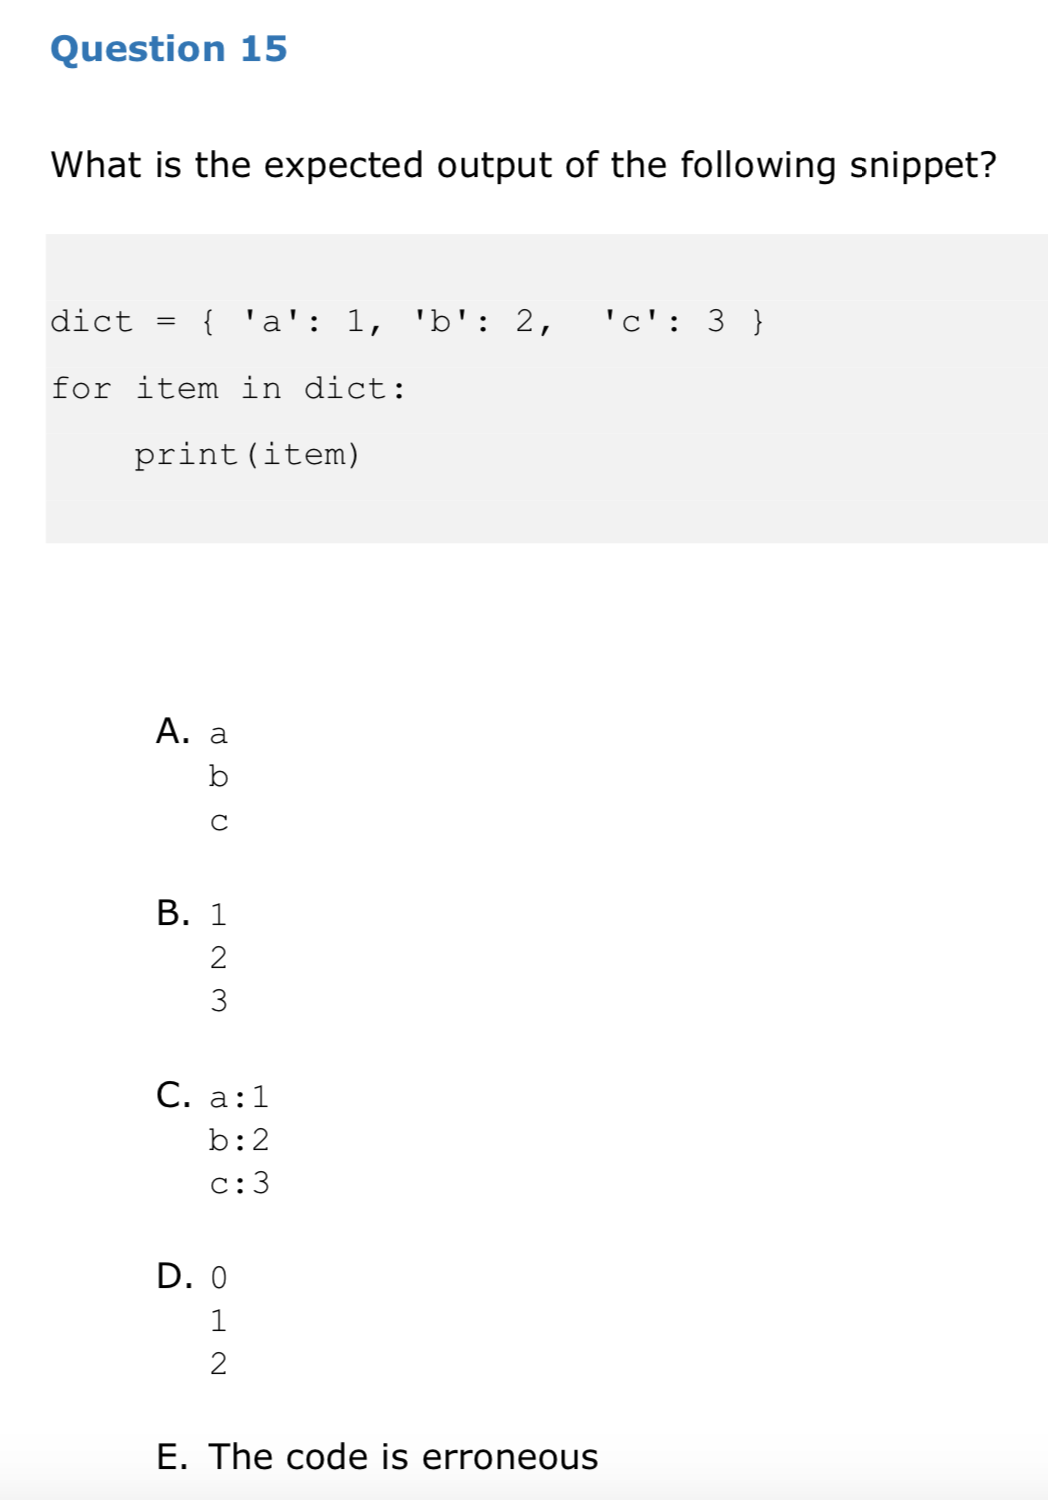 Question 15
What is the expected output of the following snippet?
dict = { 'a': 1, 'b': 2,  'c': 3 }
for item in dict:
    print(item)
A. a
b
c
B. 1
2
3
C. a:1
b:2
c:3
D. 0
1
2
E. The code is erroneous